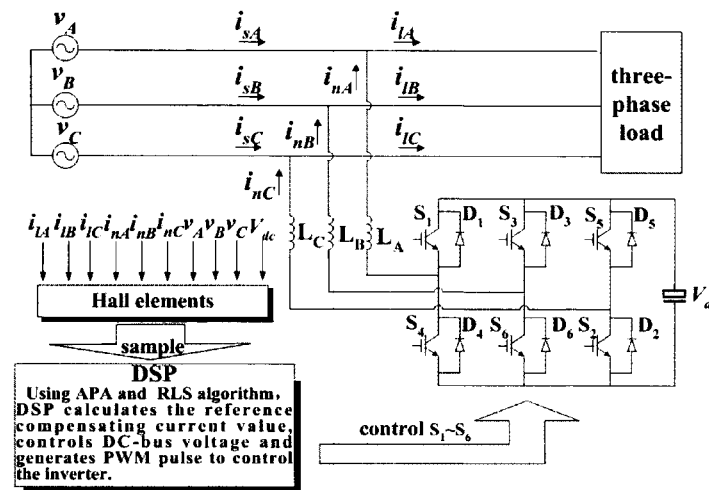 v_A i_sA i_lA
v_B i_sB i_nA i_lB
v_C i_sC i_nB i_lC
three-
phase
load
i_nC
i_lA i_lB i_lC i_nA i_nB i_nC v_A v_B v_C V_dc
L_C L_B L_A
S_1 D_1 S_3 D_3 S_5 D_5
Hall elements
S_4 D_4 S_6 D_6 S_2 D_2
sample
DSP
Using APA and RLS algorithm,
DSP calculates the reference
compensating current value,
controls DC-bus voltage and
generates PWM pulse to control
the inverter.
control S_1~S_6